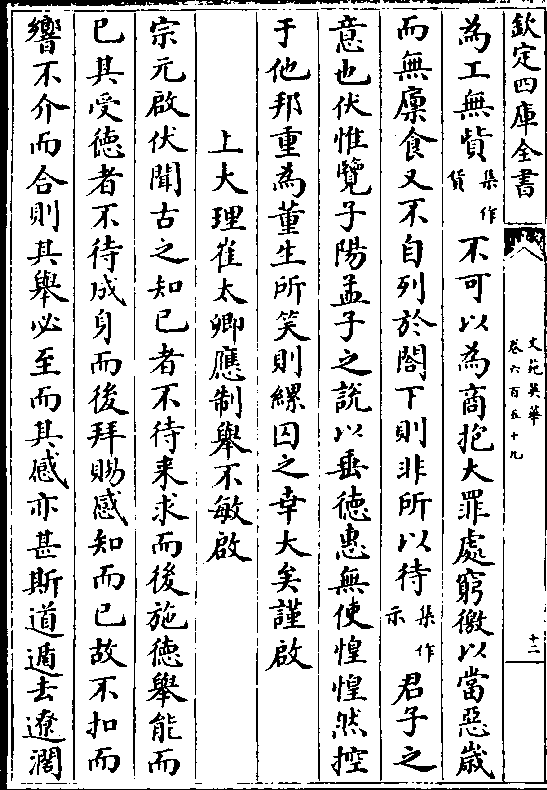 欽定四庫全書
文苑英華
卷六百五十九
十二
為工無貲集作貨不可以為商抱大罪處窮徼以當惡歲
而無廩食又不自列於閤下則非所以待集作示君子之
意也伏惟覽子陽孟子之說以垂德惠無使惶惶然控
于他邦重為董生所笑則縲囚之幸大矣謹啟
上大理崔太卿應制舉不敏啟
宗元啟伏聞古之知已者不待来求而後施德舉能而
已其受德者不待成身而後拜賜感知而已故不扣而
響不介而合則其舉必至而其感亦甚斯道遁去遼濶